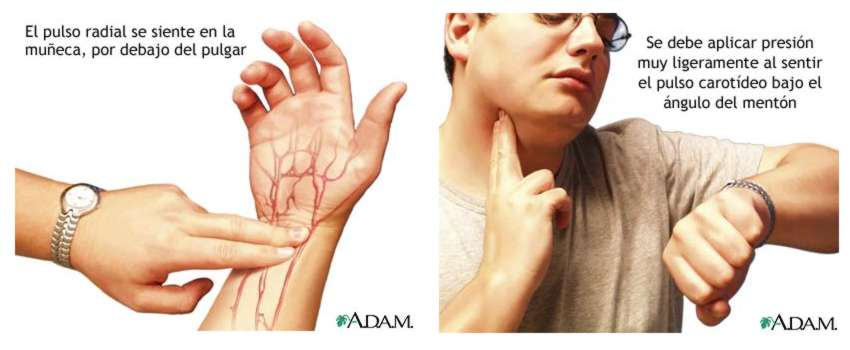 El pulso radial se siente en la
muñeca, por debajo del pulgar
A.D.A.M.
Se debe aplicar presión
muy ligeramente al sentir
el pulso carotídeo bajo el
ángulo del mentón
A.D.A.M.